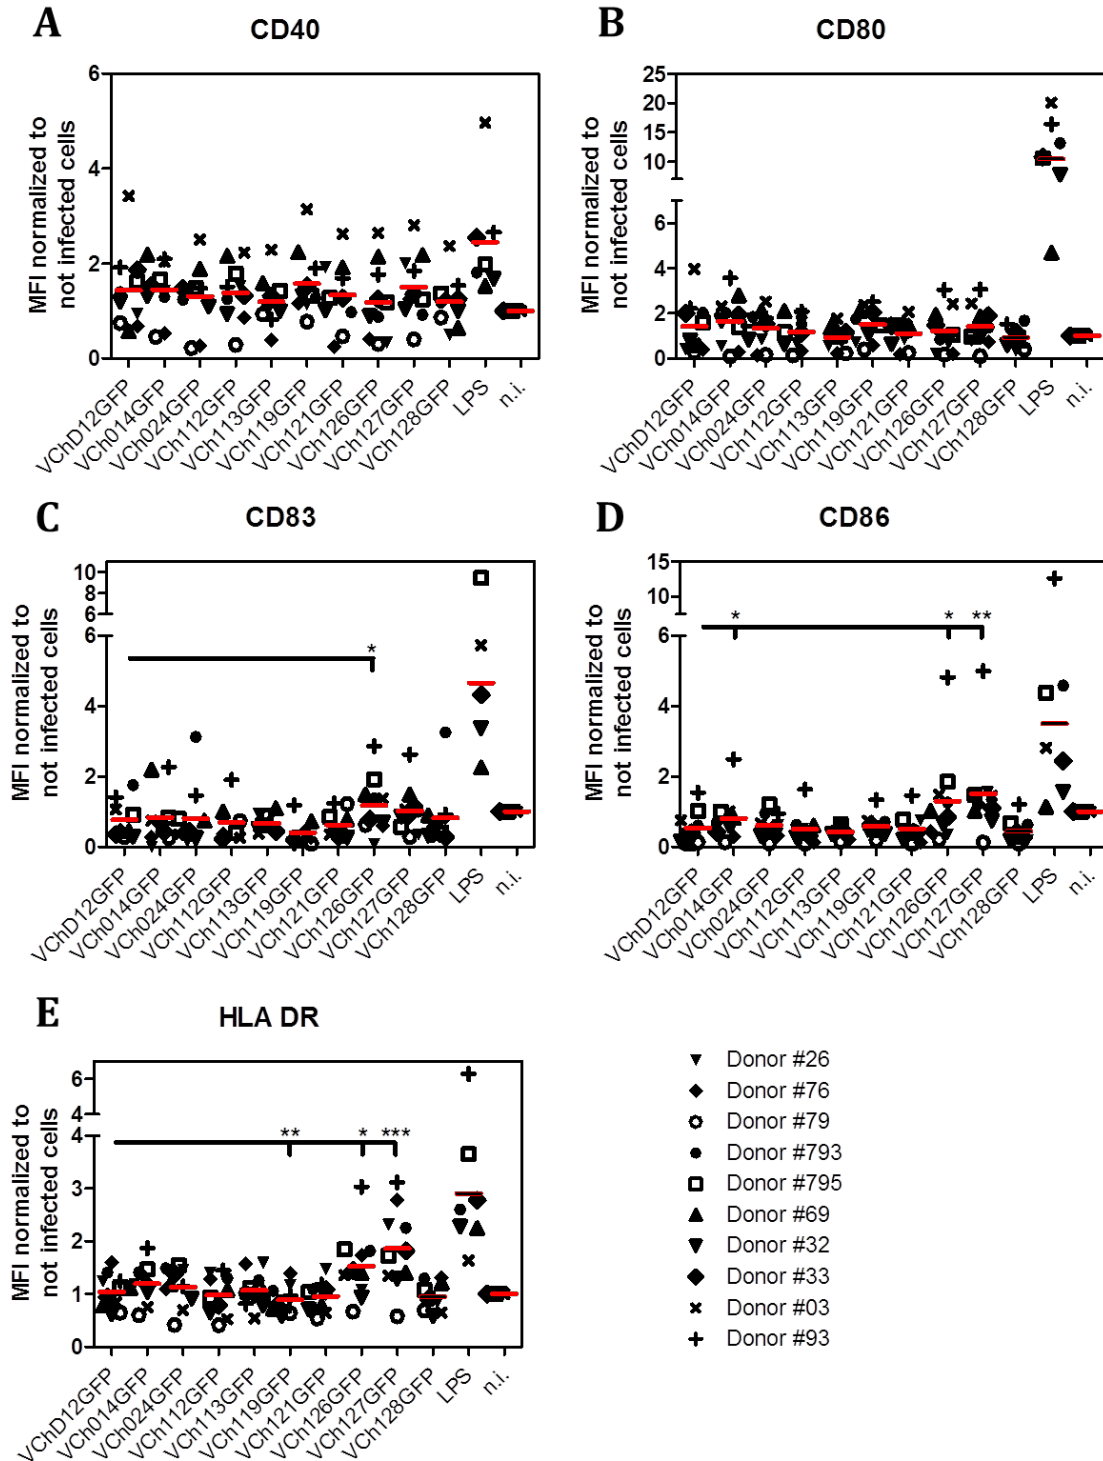 A
CD40
MFI normalized to
not infected cells
6
4
2
0
VChD12GFP
VCh014GFP
VCh024GFP
VCh112GFP
VCh113GFP
VCh119GFP
VCh121GFP
VCh126GFP
VCh127GFP
VCh128GFP
LPS
n.i.
B
CD80
MFI normalized to
not infected cells
25
20
15
10
6
4
2
0
VChD12GFP
VCh014GFP
VCh024GFP
VCh112GFP
VCh113GFP
VCh119GFP
VCh121GFP
VCh126GFP
VCh127GFP
VCh128GFP
LPS
n.i.
C
CD83
MFI normalized to
not infected cells
10
8
6
6
4
2
0
*
VChD12GFP
VCh014GFP
VCh024GFP
VCh112GFP
VCh113GFP
VCh119GFP
VCh121GFP
VCh126GFP
VCh127GFP
VCh128GFP
LPS
n.i.
D
CD86
MFI normalized to
not infected cells
15
10
6
4
2
0
* * **
VChD12GFP
VCh014GFP
VCh024GFP
VCh112GFP
VCh113GFP
VCh119GFP
VCh121GFP
VCh126GFP
VCh127GFP
VCh128GFP
LPS
n.i.
E
HLA DR
MFI normalized to
not infected cells
6
4
4
3
2
1
0
** * ***
VChD12GFP
VCh014GFP
VCh024GFP
VCh112GFP
VCh113GFP
VCh119GFP
VCh121GFP
VCh126GFP
VCh127GFP
VCh128GFP
LPS
n.i.
Donor #26
Donor #76
Donor #79
Donor #793
Donor #795
Donor #69
Donor #32
Donor #33
Donor #03
Donor #93